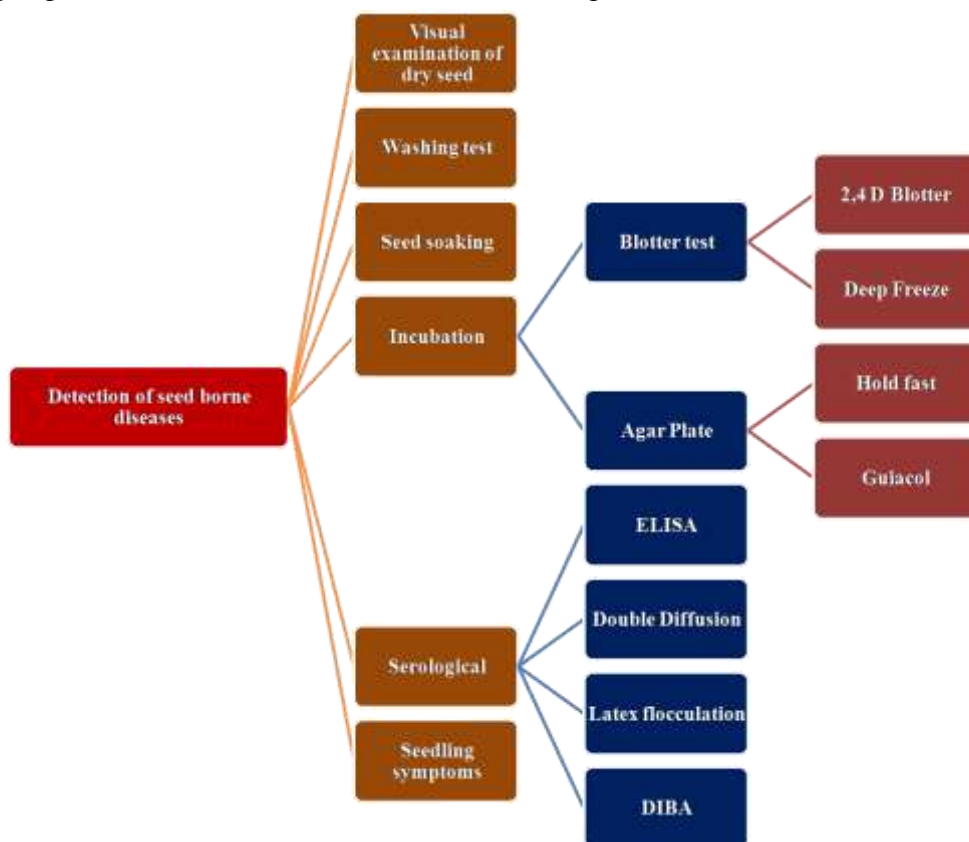 Visual
examination of
dry seed
Washing test
Seed soaking
Incubation
Detection of seed borne
diseases
Serological
Seedling
symptoms
Blotter test
Agar Plate
ELISA
Double Diffusion
Latex flocculation
DIBA
2,4 D Blotter
Deep Freeze
Hold fast
Guiacol